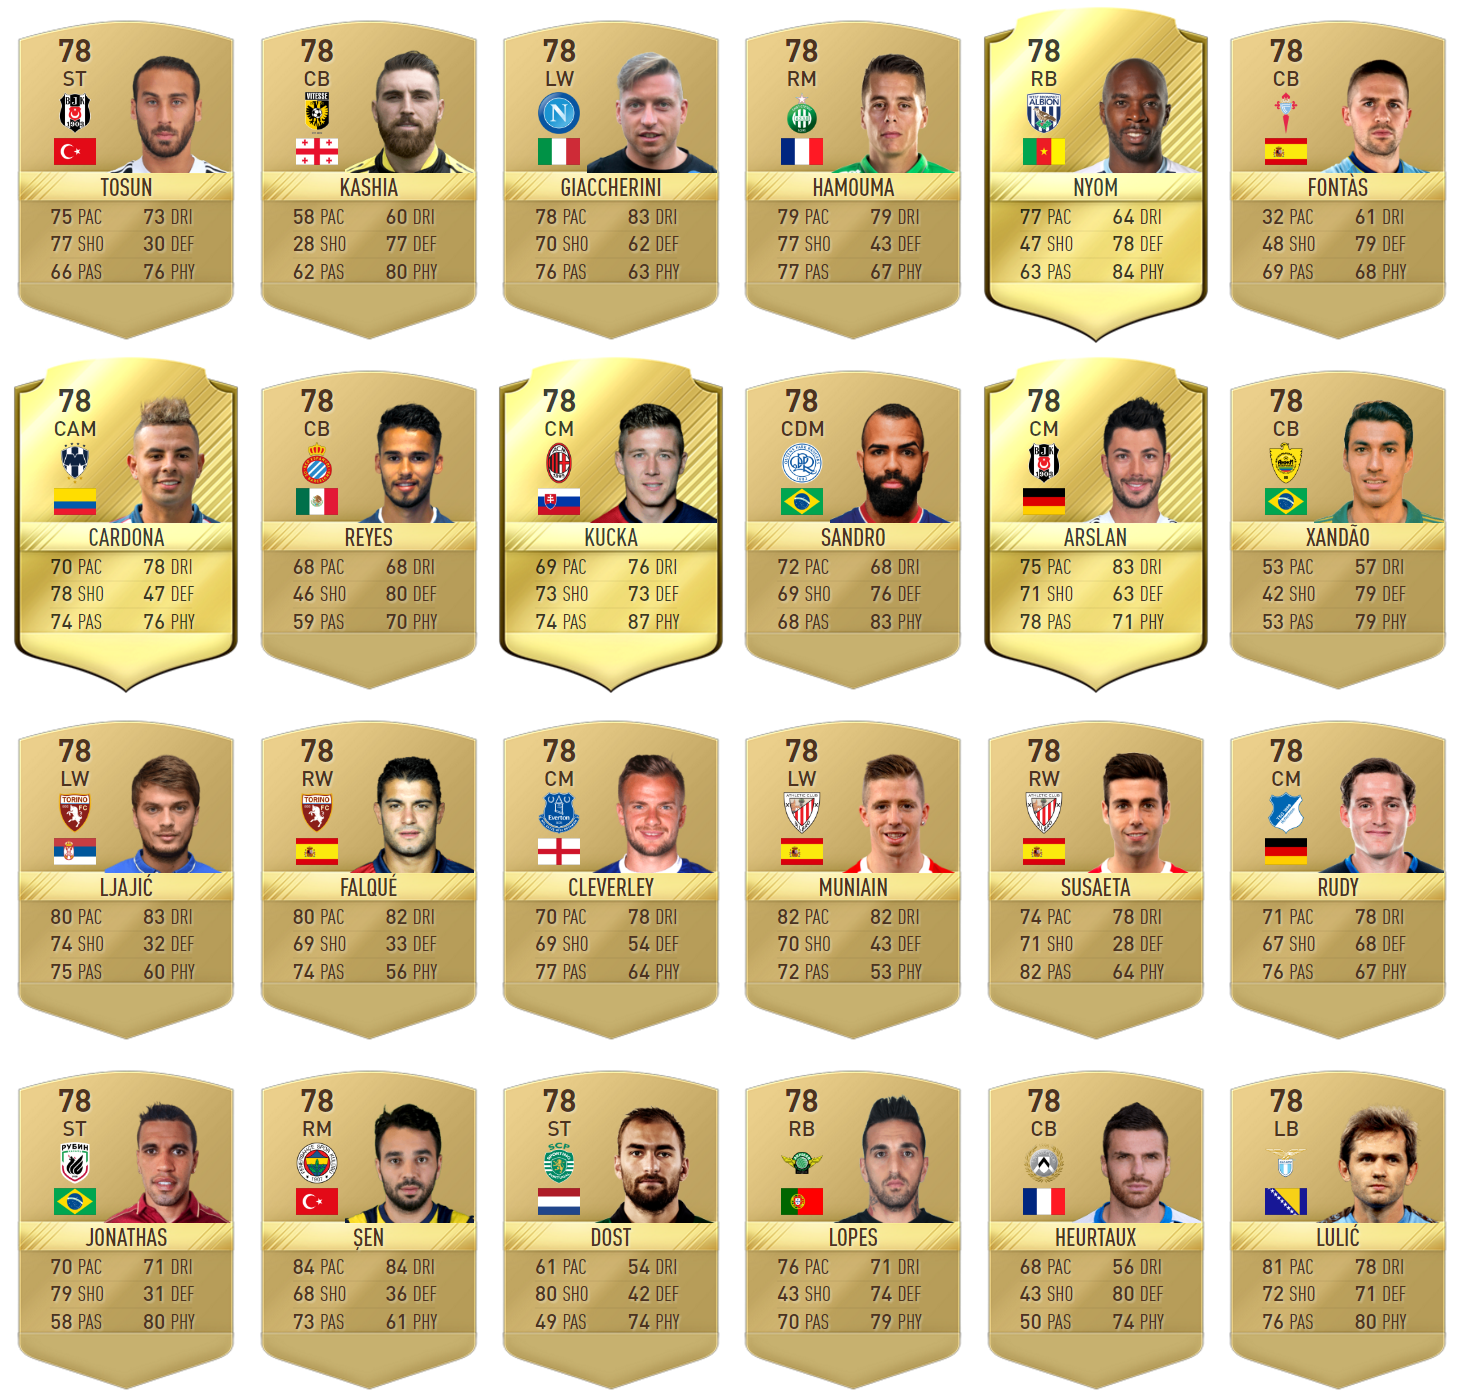 78
ST
TOSUN
75 PAC 73 DRI
77 SHO 30 DEF
66 PAS 76 PHY
78
CB
VITESSE
KASHIA
58 PAC 60 DRI
28 SHO 77 DEF
62 PAS 80 PHY
78
LW
N
GIACCHERINI
78 PAC 83 DRI
70 SHO 62 DEF
76 PAS 63 PHY
78
RM
HAMOUMA
79 PAC 79 DRI
77 SHO 43 DEF
77 PAS 67 PHY
78
RB
ALBION
NYOM
77 PAC 64 DRI
47 SHO 78 DEF
63 PAS 84 PHY
78
CB
FONTÀS
32 PAC 61 DRI
48 SHO 79 DEF
69 PAS 68 PHY
78
CAM
CARDONA
70 PAC 78 DRI
78 SHO 47 DEF
74 PAS 76 PHY
78
CB
REYES
68 PAC 68 DRI
46 SHO 80 DEF
59 PAS 70 PHY
78
CM
KUCKA
69 PAC 76 DRI
73 SHO 73 DEF
74 PAS 87 PHY
78
CDM
SANDRO
72 PAC 68 DRI
69 SHO 76 DEF
68 PAS 83 PHY
78
CM
ARSLAN
75 PAC 83 DRI
71 SHO 63 DEF
78 PAS 71 PHY
78
CB
XANDÃO
53 PAC 57 DRI
42 SHO 79 DEF
53 PAS 79 PHY
78
LW
TORINO
FC
LJAJIĆ
80 PAC 83 DRI
74 SHO 32 DEF
75 PAS 60 PHY
78
RW
TORINO
FC
FALQUÉ
80 PAC 82 DRI
69 SHO 33 DEF
74 PAS 56 PHY
78
CM
Everton
CLEVERLEY
70 PAC 78 DRI
69 SHO 54 DEF
77 PAS 64 PHY
78
LW
ATHLETIC CLUB
MUNIAIN
82 PAC 82 DRI
70 SHO 43 DEF
72 PAS 53 PHY
78
RW
ATHLETIC CLUB
SUSAETA
74 PAC 78 DRI
71 SHO 28 DEF
82 PAS 64 PHY
78
CM
RUDY
71 PAC 78 DRI
67 SHO 68 DEF
76 PAS 67 PHY
78
ST
РУБИН
JONATHAS
70 PAC 71 DRI
79 SHO 31 DEF
58 PAS 80 PHY
78
RM
1907
ŞEN
84 PAC 84 DRI
68 SHO 36 DEF
73 PAS 61 PHY
78
ST
SCP
SPORTING
DOST
61 PAC 54 DRI
80 SHO 42 DEF
49 PAS 74 PHY
78
RB
LOPES
76 PAC 71 DRI
43 SHO 74 DEF
70 PAS 79 PHY
78
CB
HEURTAUX
68 PAC 56 DRI
43 SHO 80 DEF
50 PAS 74 PHY
78
LB
LULIĆ
81 PAC 78 DRI
72 SHO 71 DEF
76 PAS 80 PHY